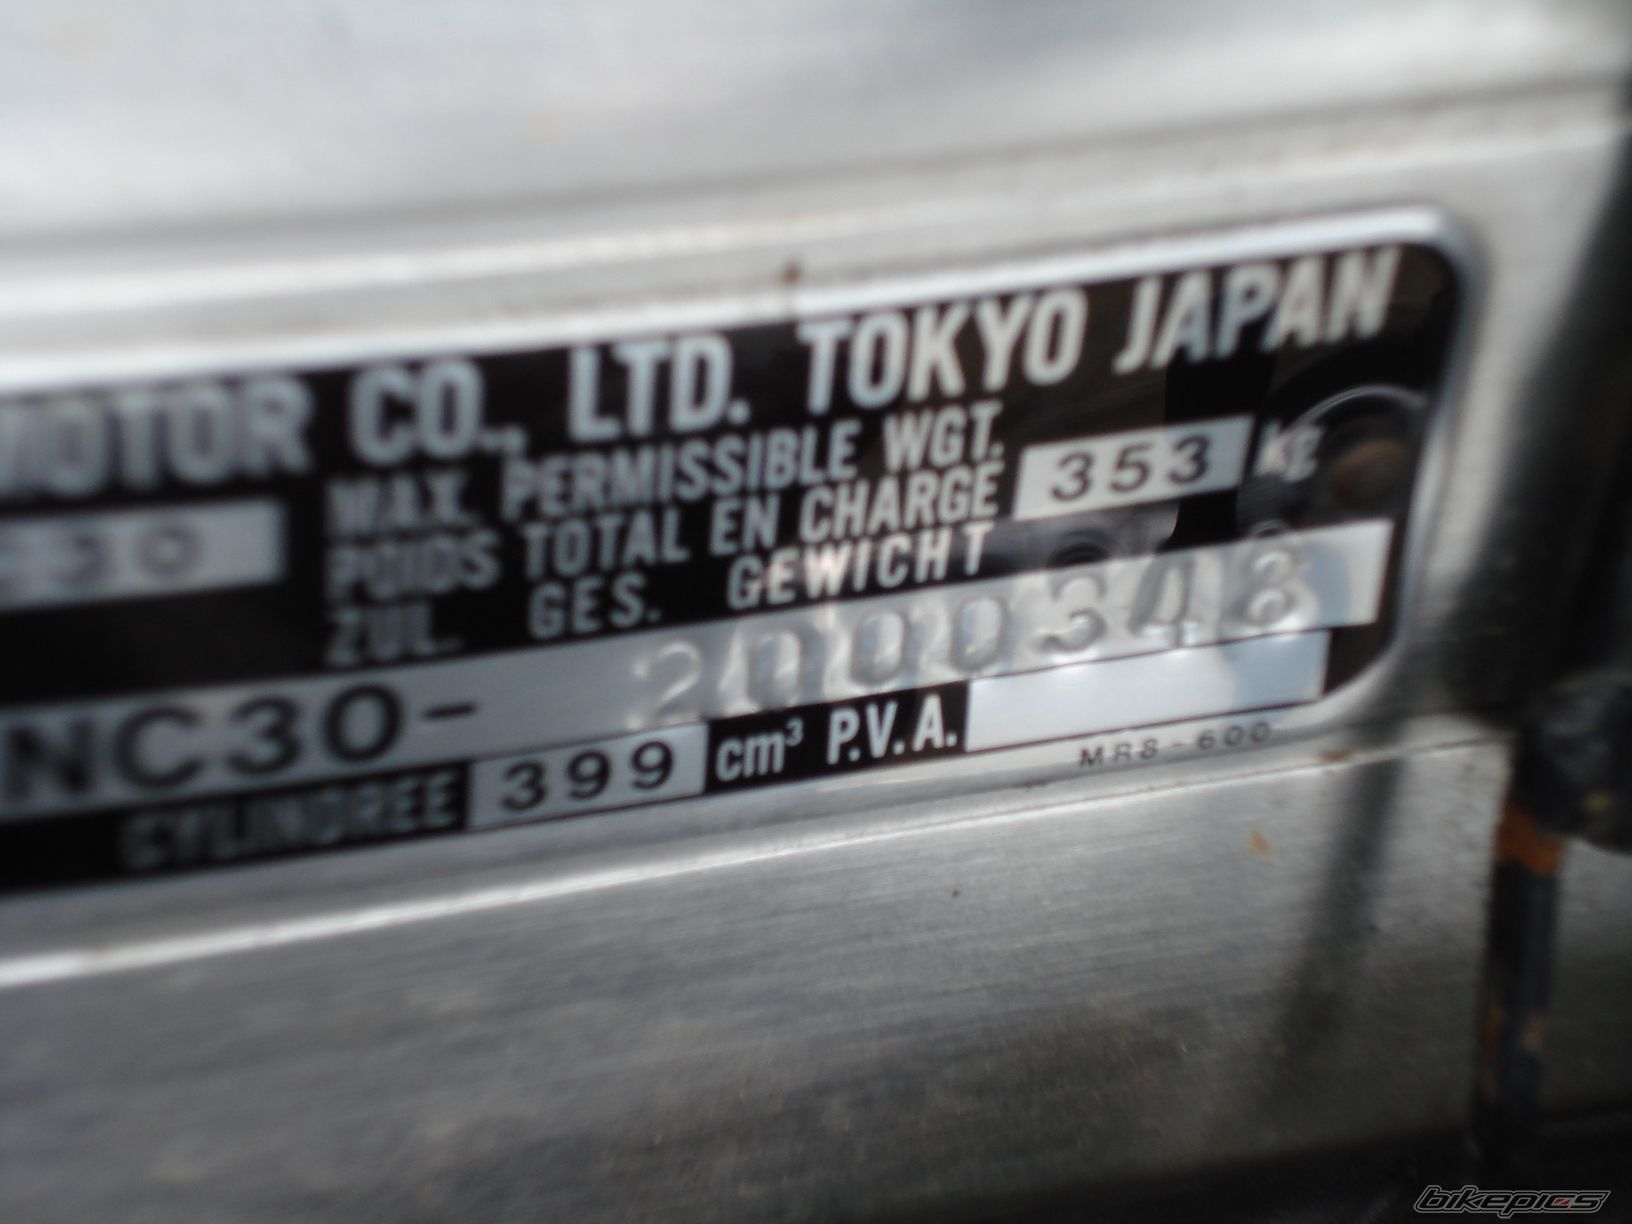 MOTOR CO., LTD. TOKYO JAPAN
MAX. PERMISSIBLE WGT.
POIDS TOTAL EN CHARGE 353
ZUL. GES. GEWICHT
30
NC30- 2000348
CYLINDREE 399 cm³ P.V.A.
MR8-600
bikepics